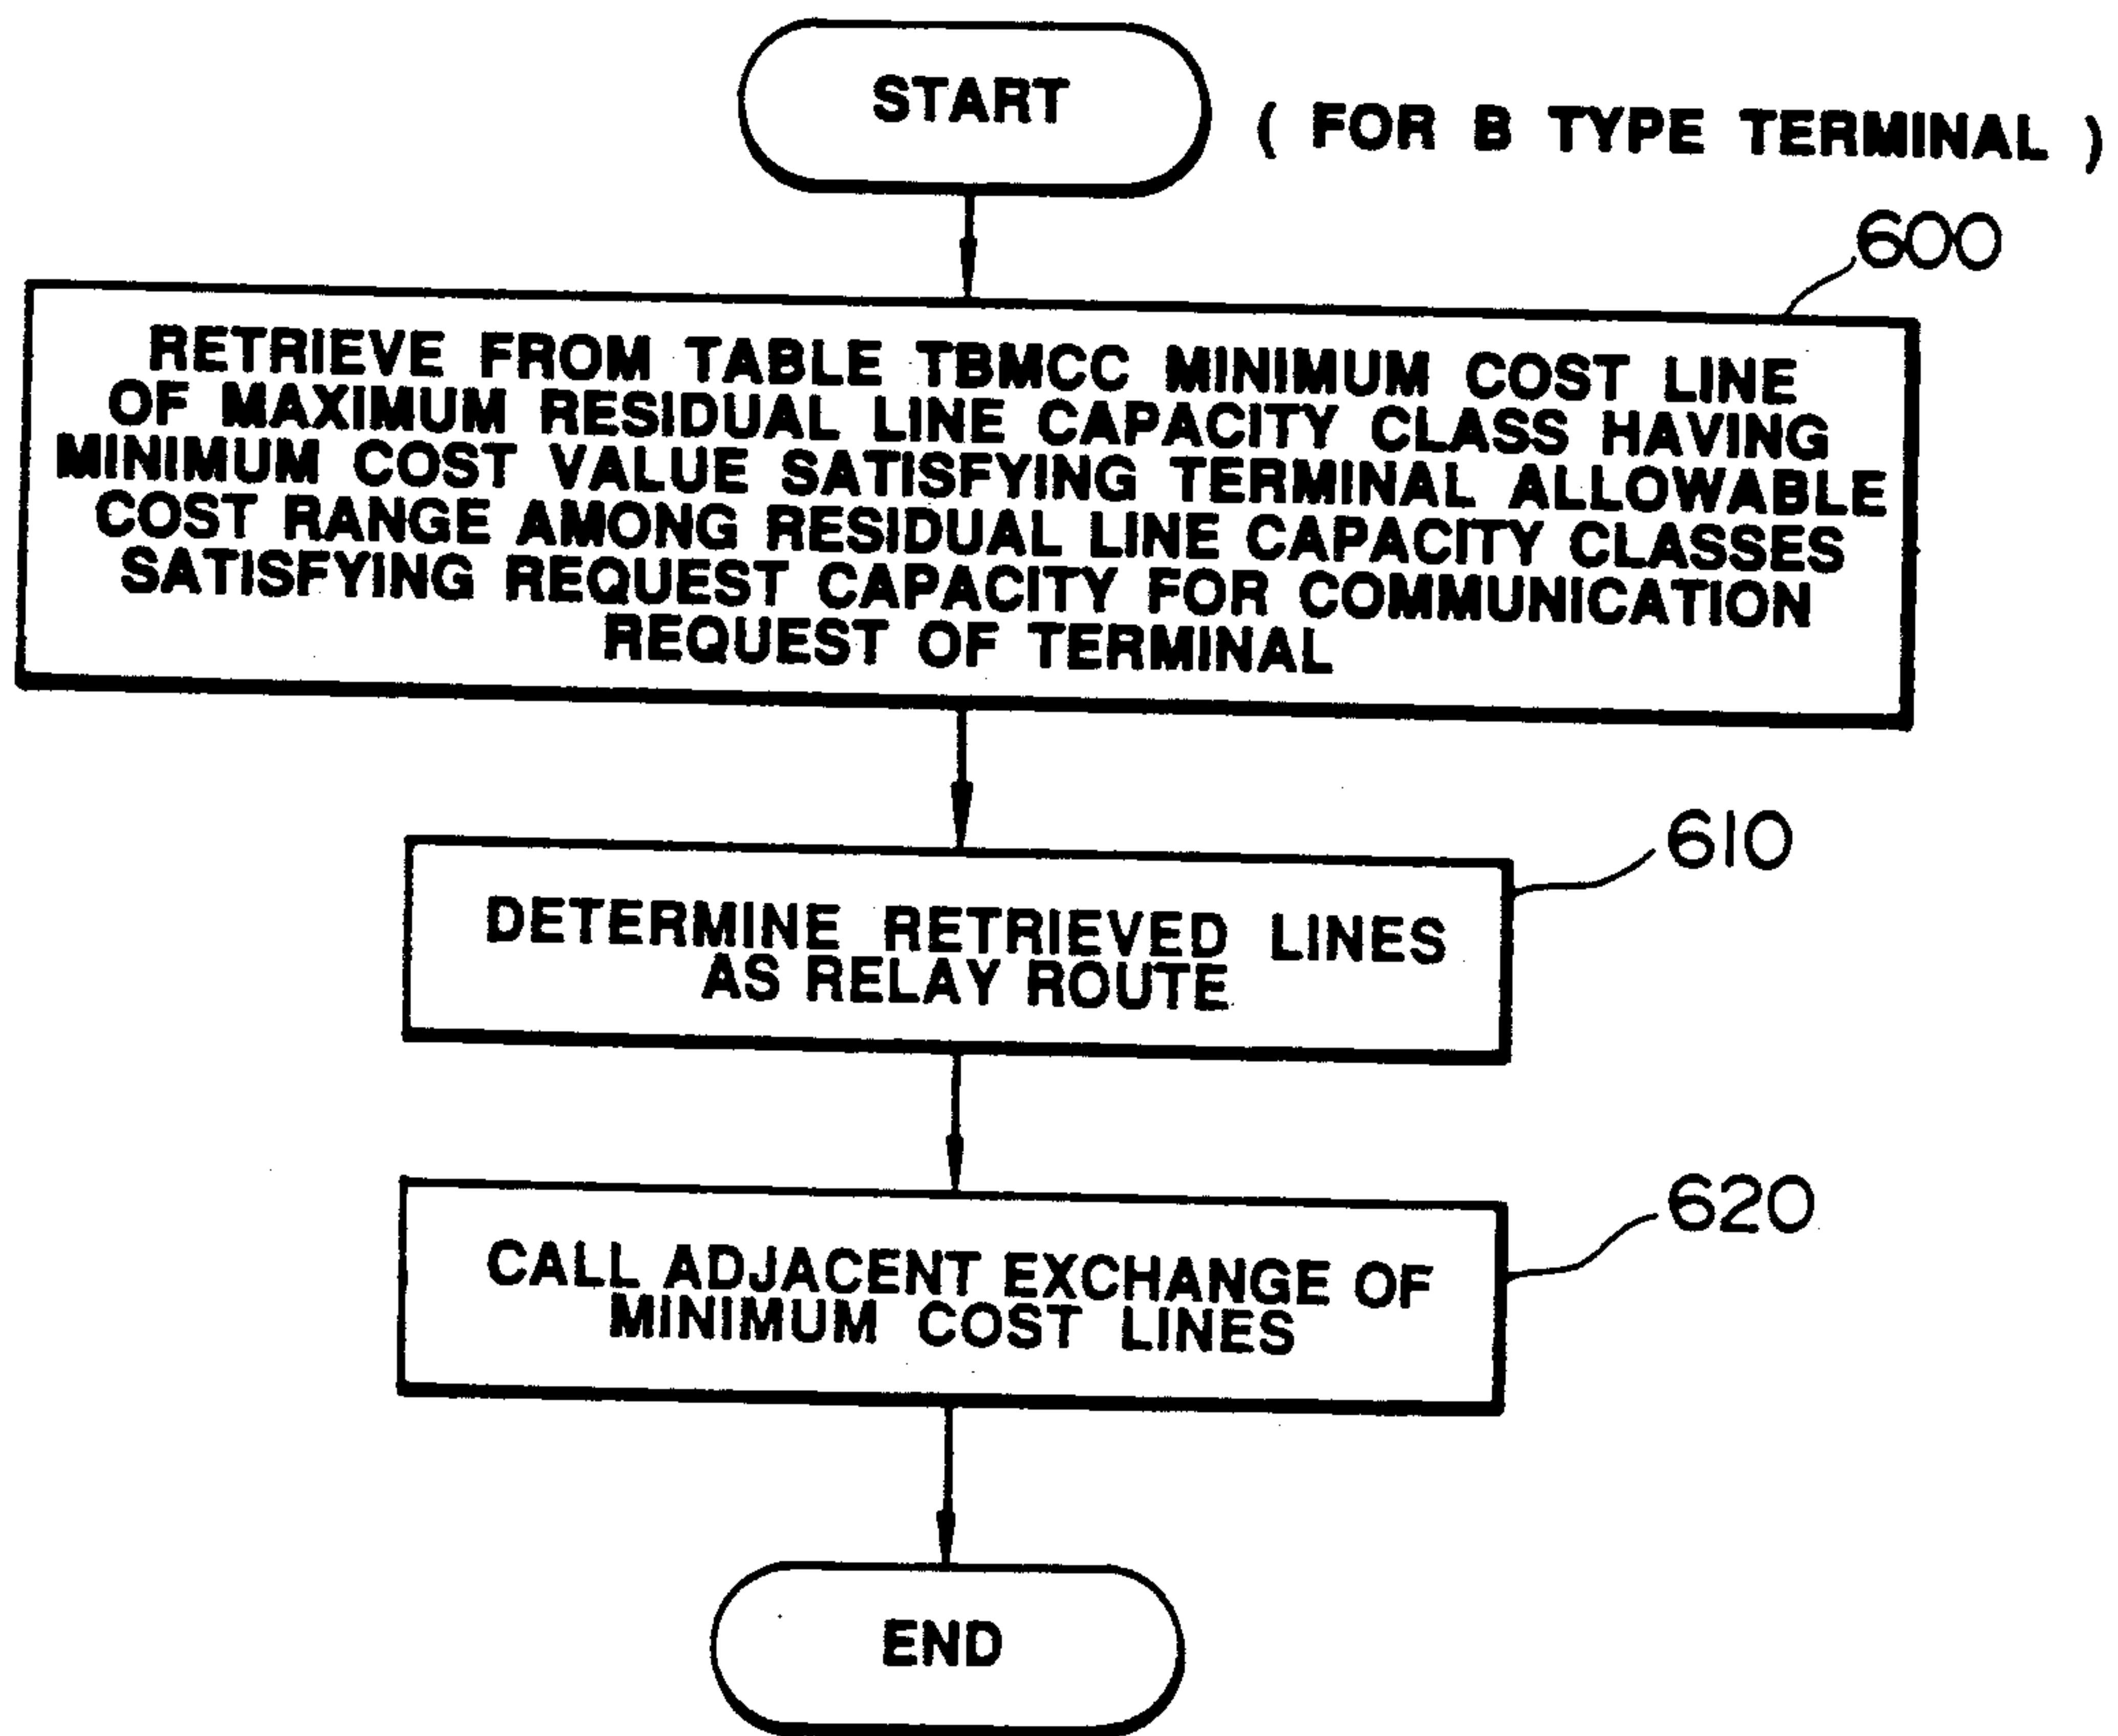 START
( FOR B TYPE TERMINAL )
600
RETRIEVE FROM TABLE TBMCC MINIMUM COST LINE
OF MAXIMUM RESIDUAL LINE CAPACITY CLASS HAVING
MINIMUM COST VALUE SATISFYING TERMINAL ALLOWABLE
COST RANGE AMONG RESIDUAL LINE CAPACITY CLASSES
SATISFYING REQUEST CAPACITY FOR COMMUNICATION
REQUEST OF TERMINAL
610
DETERMINE RETRIEVED LINES
AS RELAY ROUTE
620
CALL ADJACENT EXCHANGE OF
MINIMUM COST LINES
END